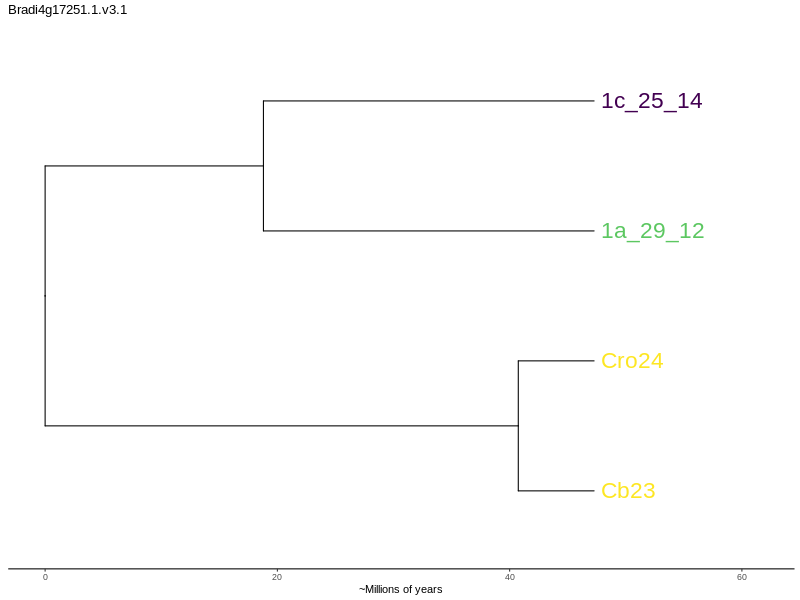 Bradi4g17251.1.v3.1
1c_25_14
1a_29_12
Cro24
Cb23
0 20 40 60
~Millions of years